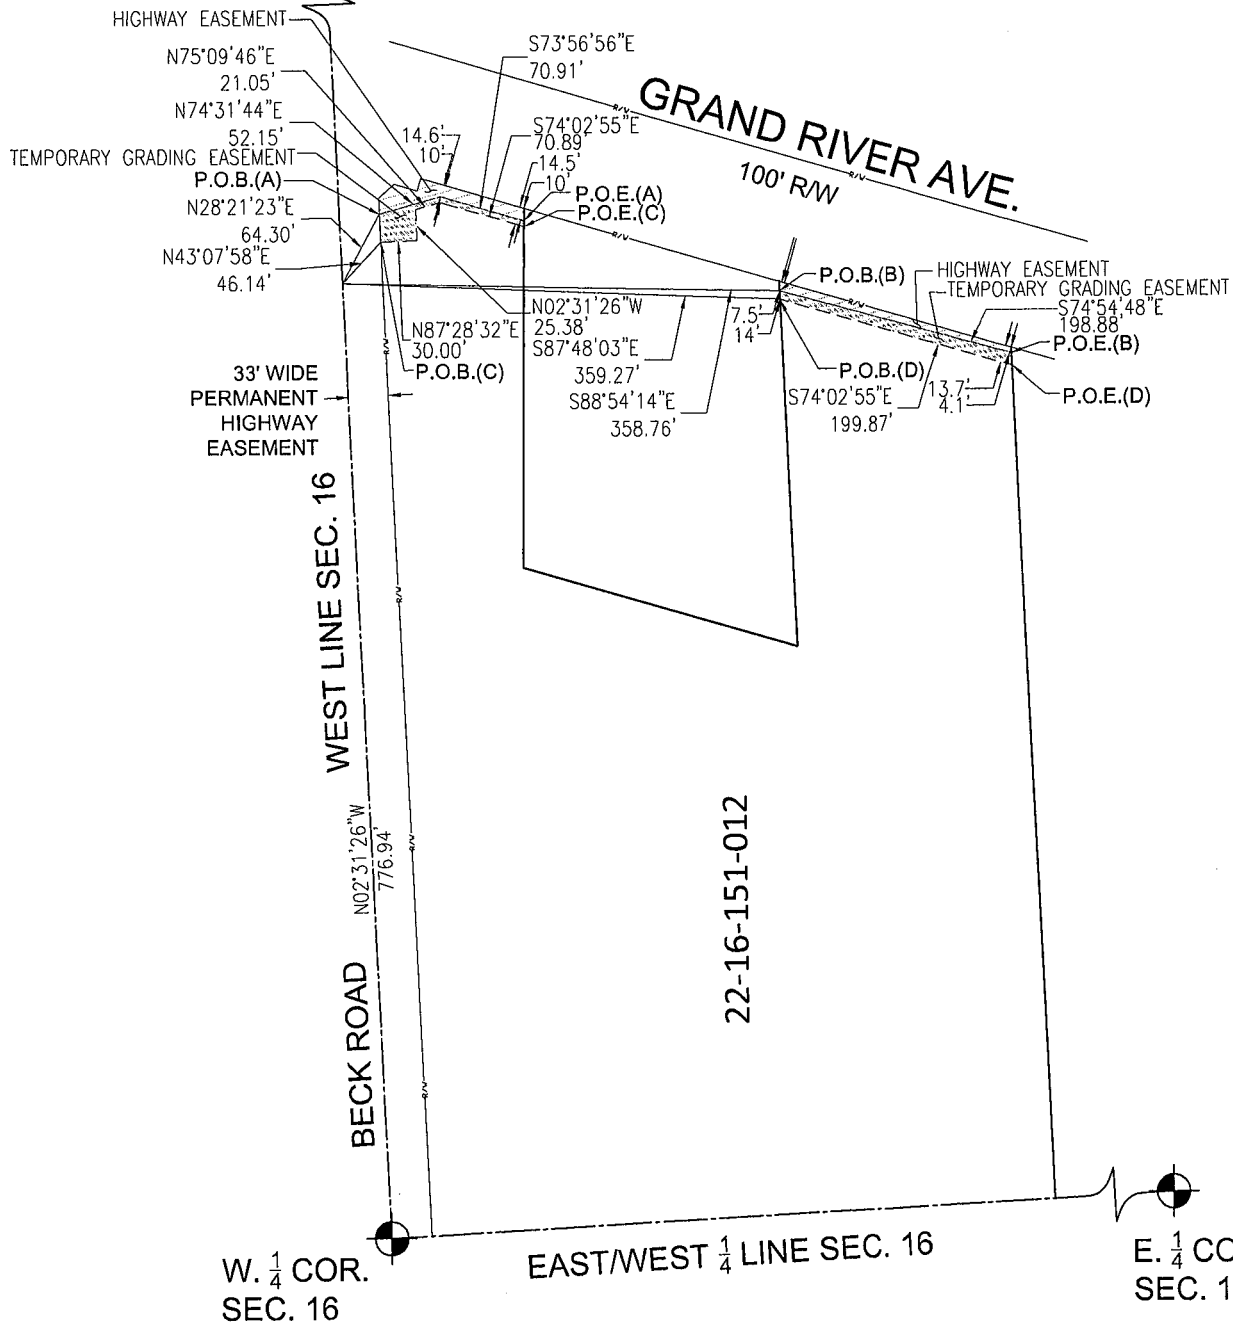 HIGHWAY EASEMENT
N75°09'46"E
21.05'
N74°31'44"E
52.15'
TEMPORARY GRADING EASEMENT
P.O.B.(A)
N28°21'23"E
64.30'
N43°07'58"E
46.14'
S73°56'56"E
70.91'
S74°02'55"E
70.89'
14.6'
10'
14.5'
10'
P.O.E.(A)
P.O.E.(C)
GRAND RIVER AVE.
100' R/W
R/W
R/W
R/W
R/W
P.O.B.(B)
HIGHWAY EASEMENT
TEMPORARY GRADING EASEMENT
S74°54'48"E
198.88'
P.O.E.(B)
N02°31'26"W
25.38'
N87°28'32"E
30.00'
P.O.B.(C)
S87°48'03"E
359.27'
S88°54'14"E
358.76'
7.5'
14'
P.O.B.(D)
S74°02'55"E
199.87'
13.7'
4.1'
P.O.E.(D)
33' WIDE
PERMANENT
HIGHWAY
EASEMENT
R/W
R/W
R/W
R/W
WEST LINE SEC. 16
N02°31'26"W
776.94'
BECK ROAD
22-16-151-012
W. 1/4 COR.
SEC. 16
EAST/WEST 1/4 LINE SEC. 16
E. 1/4 CO
SEC. 1